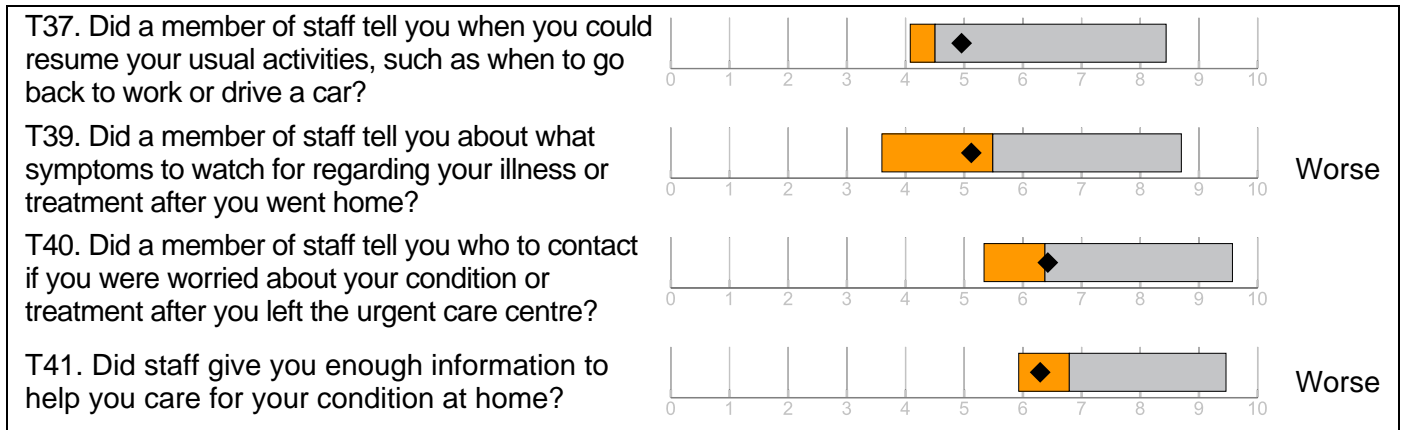 T37. Did a member of staff tell you when you could
resume your usual activities, such as when to go
back to work or drive a car?
0 1 2 3 4 5 6 7 8 9 10
T39. Did a member of staff tell you about what
symptoms to watch for regarding your illness or
treatment after you went home?
0 1 2 3 4 5 6 7 8 9 10
Worse
T40. Did a member of staff tell you who to contact
if you were worried about your condition or
treatment after you left the urgent care centre?
0 1 2 3 4 5 6 7 8 9 10
T41. Did staff give you enough information to
help you care for your condition at home?
0 1 2 3 4 5 6 7 8 9 10
Worse